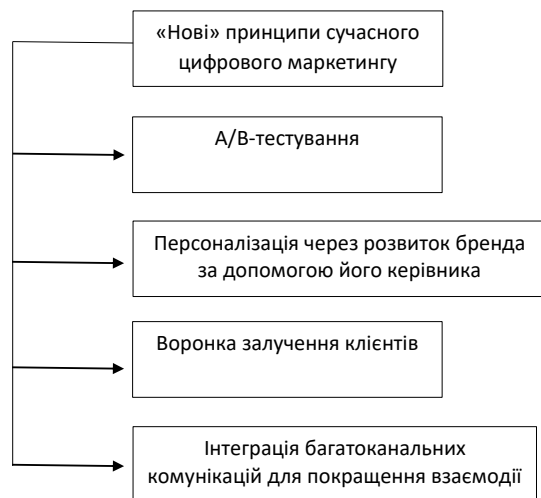 «Нові» принципи сучасного
цифрового маркетингу
А/В-тестування
Персоналізація через розвиток бренда
за допомогою його керівника
Воронка залучення клієнтів
Інтеграція багатоканальних
комунікацій для покращення взаємодії